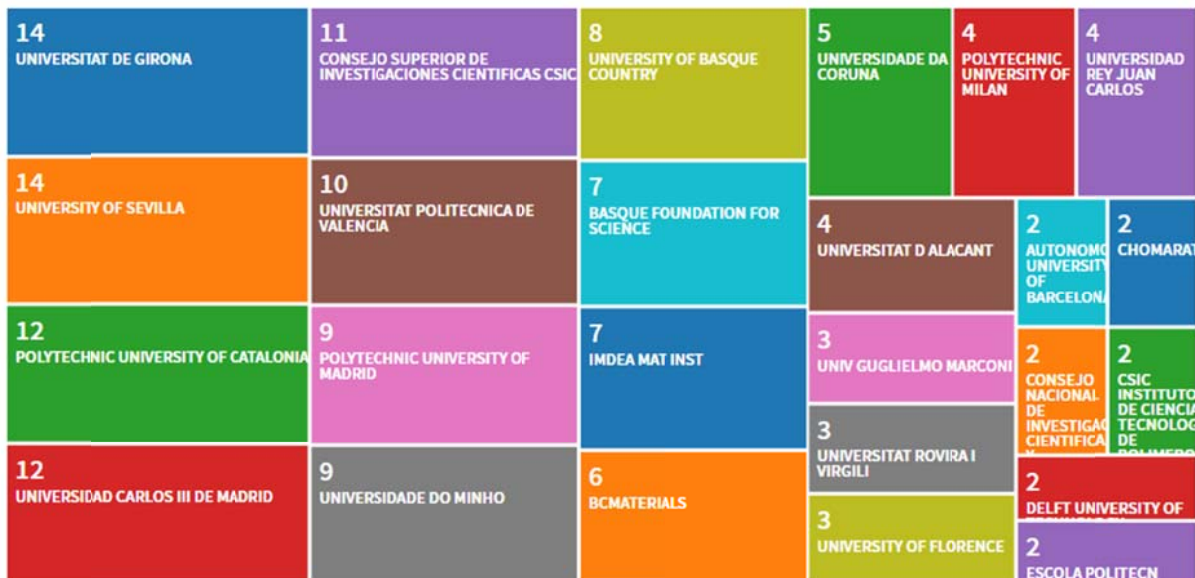 14
UNIVERSITAT DE GIRONA
14
UNIVERSITY OF SEVILLA
12
POLYTECHNIC UNIVERSITY OF CATALONIA
12
UNIVERSIDAD CARLOS III DE MADRID
11
CONSEJO SUPERIOR DE
INVESTIGACIONES CIENTIFICAS CSIC
10
UNIVERSITAT POLITECNICA DE
VALENCIA
9
POLYTECHNIC UNIVERSITY OF
MADRID
9
UNIVERSIDADE DO MINHO
8
UNIVERSITY OF BASQUE
COUNTRY
7
BASQUE FOUNDATION FOR
SCIENCE
7
IMDEA MAT INST
6
BCMATERIALS
5
UNIVERSIDADE DA
CORUNA
4
POLYTECHNIC
UNIVERSITY OF
MILAN
4
UNIVERSIDAD
REY JUAN
CARLOS
4
UNIVERSITAT D ALACANT
3
UNIV GUGLIELMO MARCONI
3
UNIVERSITAT ROVIRA I
VIRGILI
3
UNIVERSITY OF FLORENCE
2
AUTONOMO
UNIVERSITY
OF
BARCELONA
2
CHOMARAT
2
CONSEJO
NACIONAL
DE
INVESTIGAC
CIENTIFICA
2
CSIC
INSTITUTO
DE CIENCIA
TECNOLOG
DE
2
DELFT UNIVERSITY OF
2
ESCOLA POLITECN